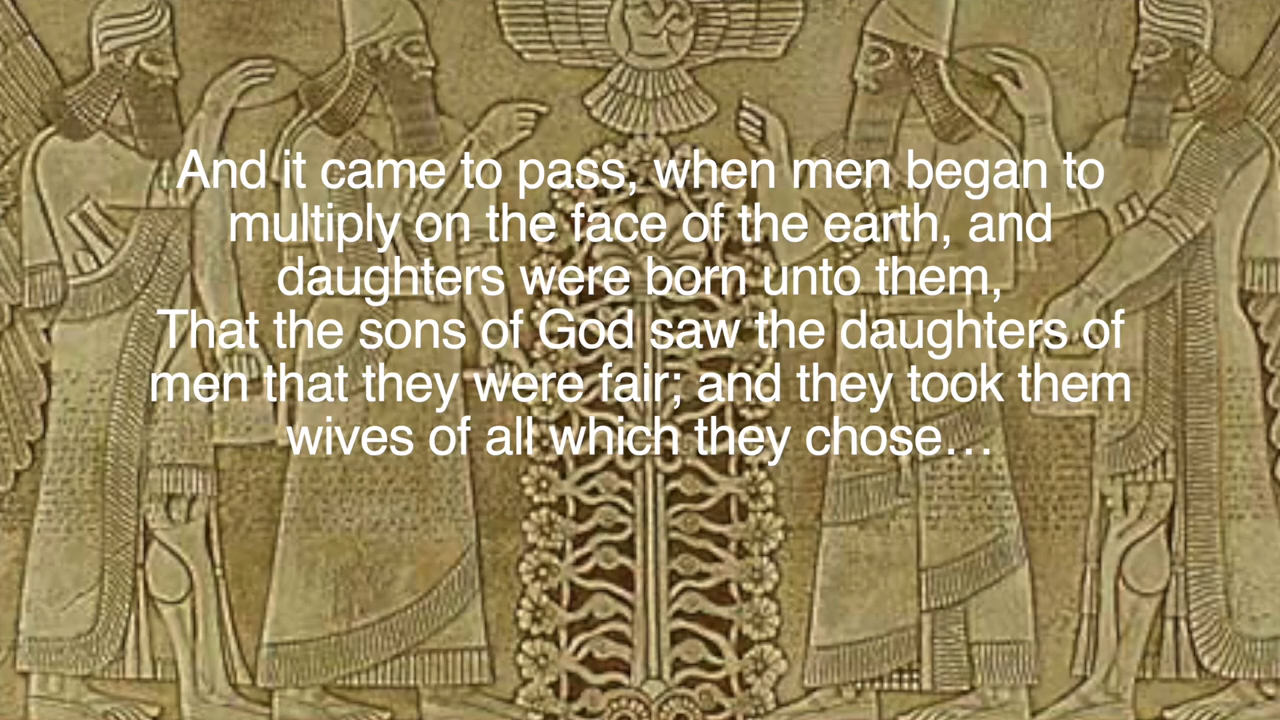 And it came to pass, when men began to
multiply on the face of the earth, and
daughters were born unto them,
That the sons of God saw the daughters of
men that they were fair; and they took them
wives of all which they chose…